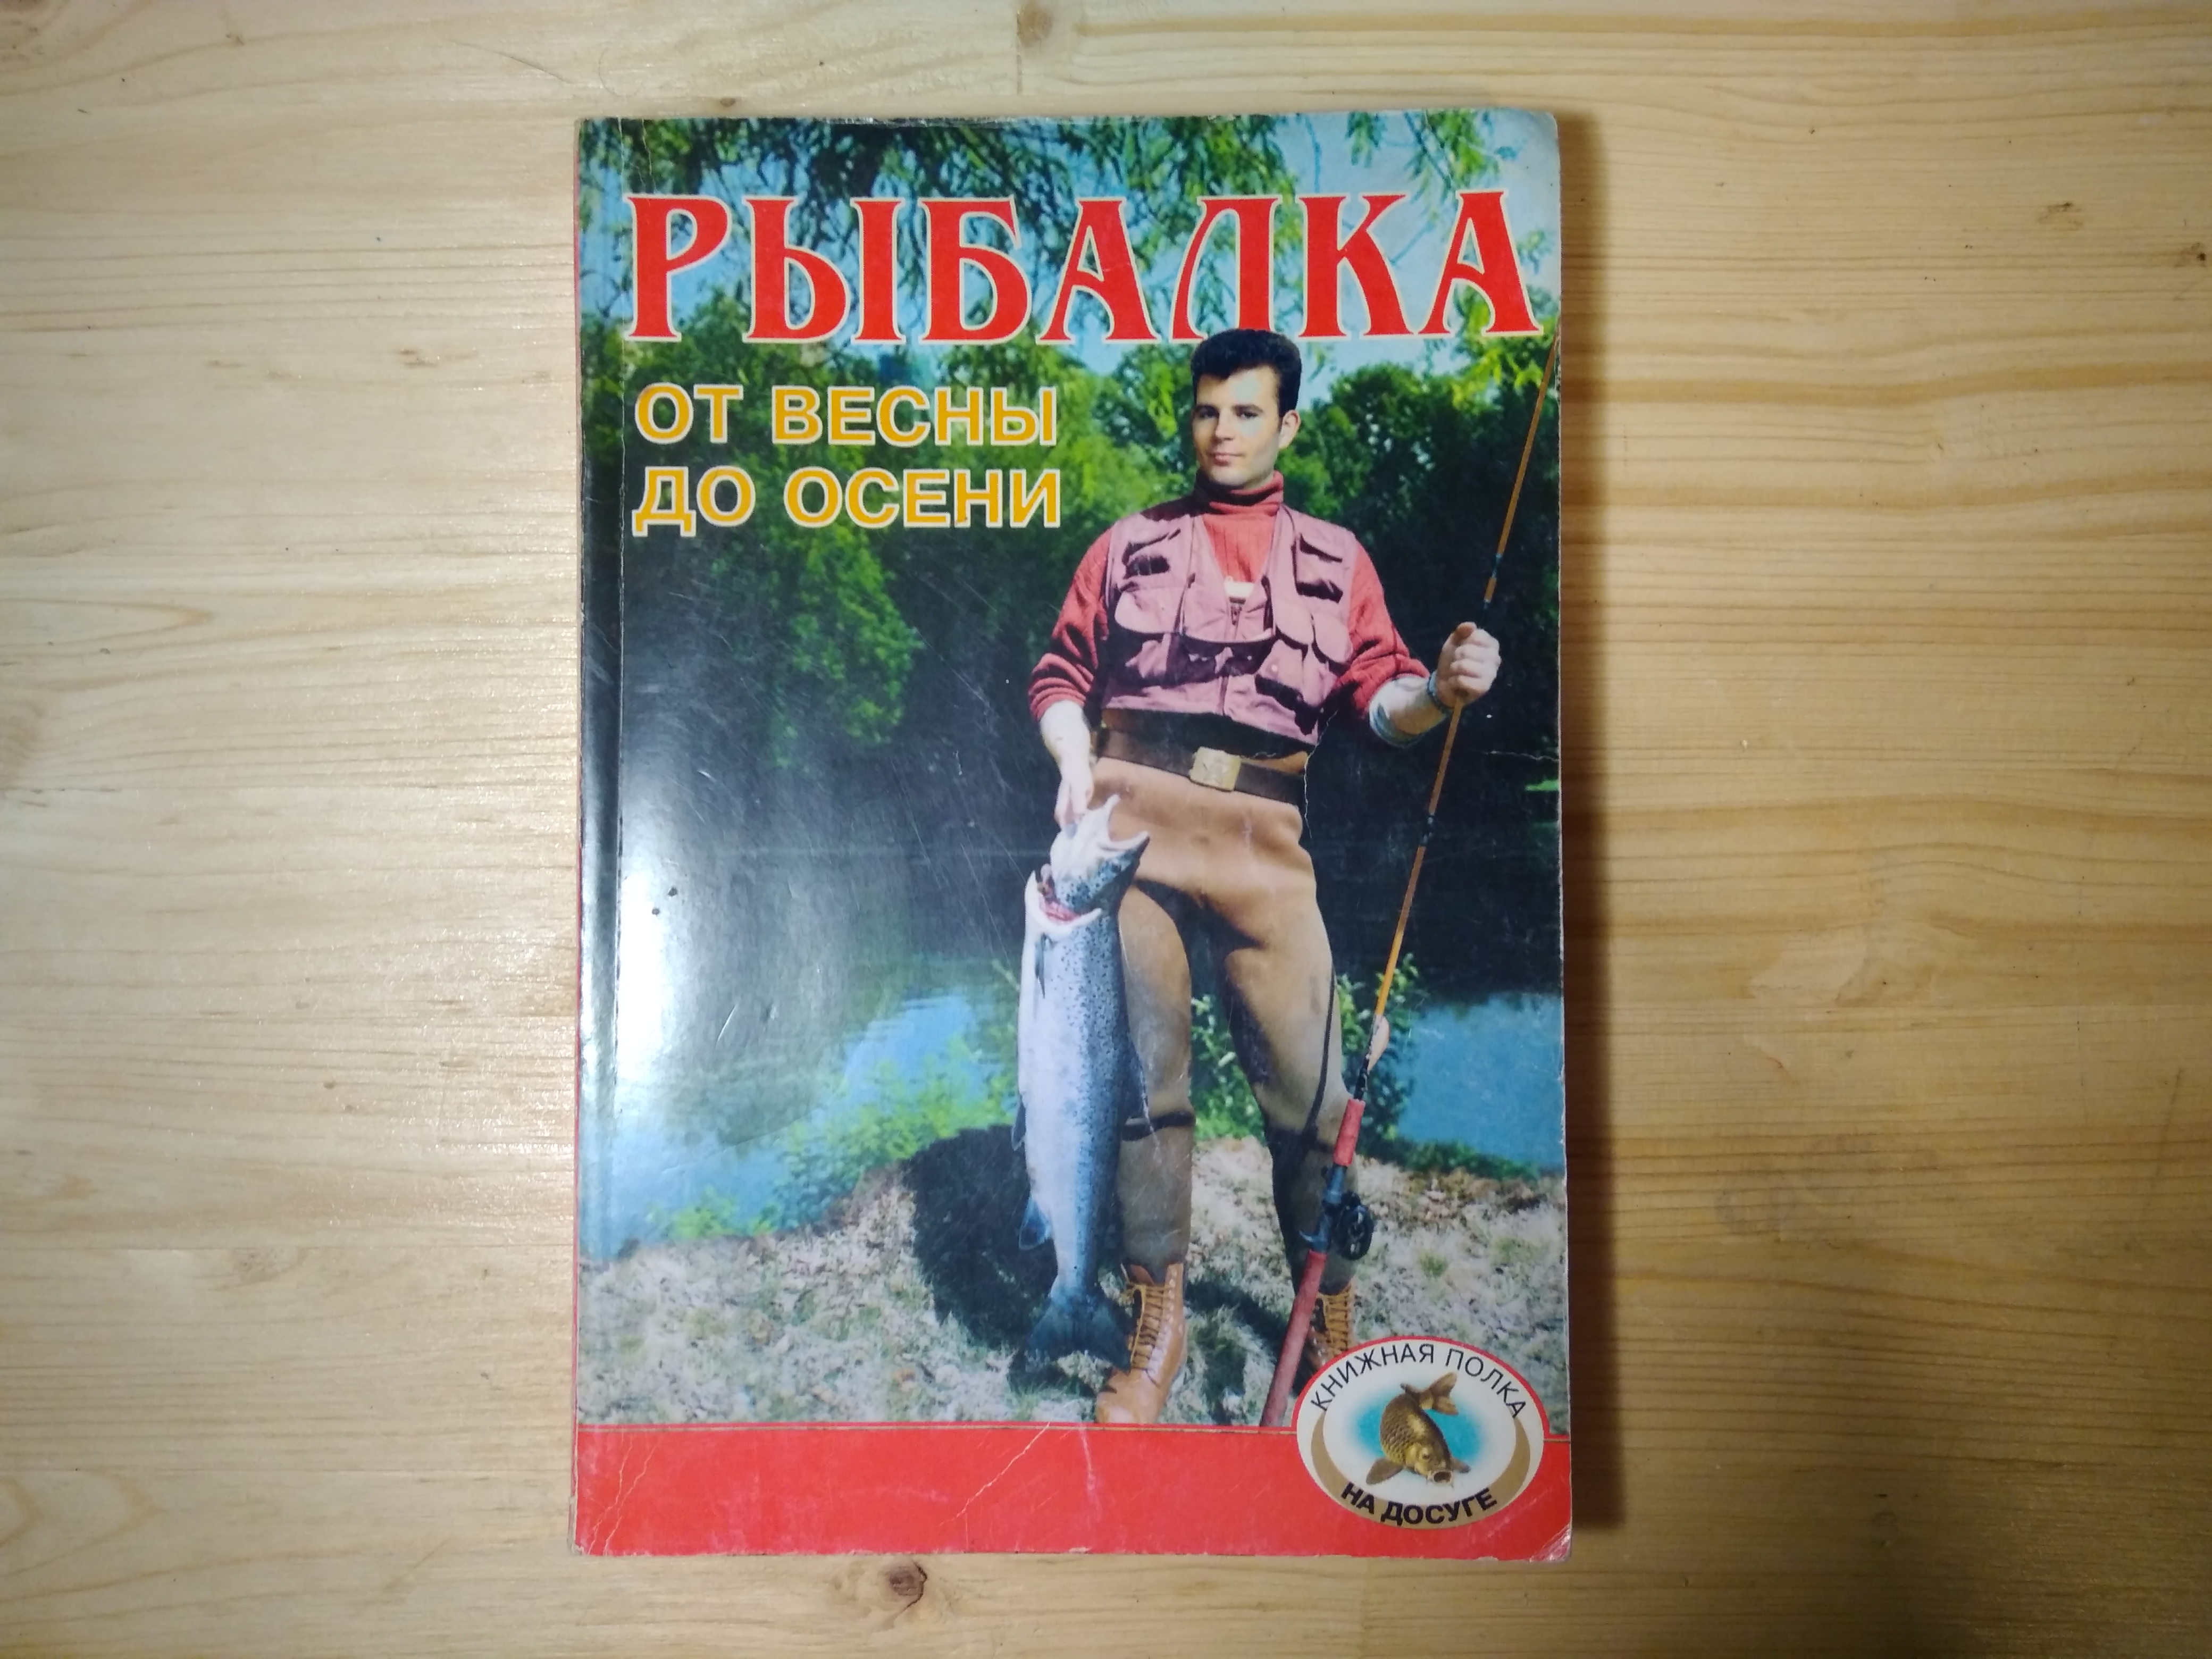 РЫБАЛКА
ОТ ВЕСНЫ
ДО ОСЕНИ
КНИЖНАЯ ПОЛКА
НА ДОСУГЕ